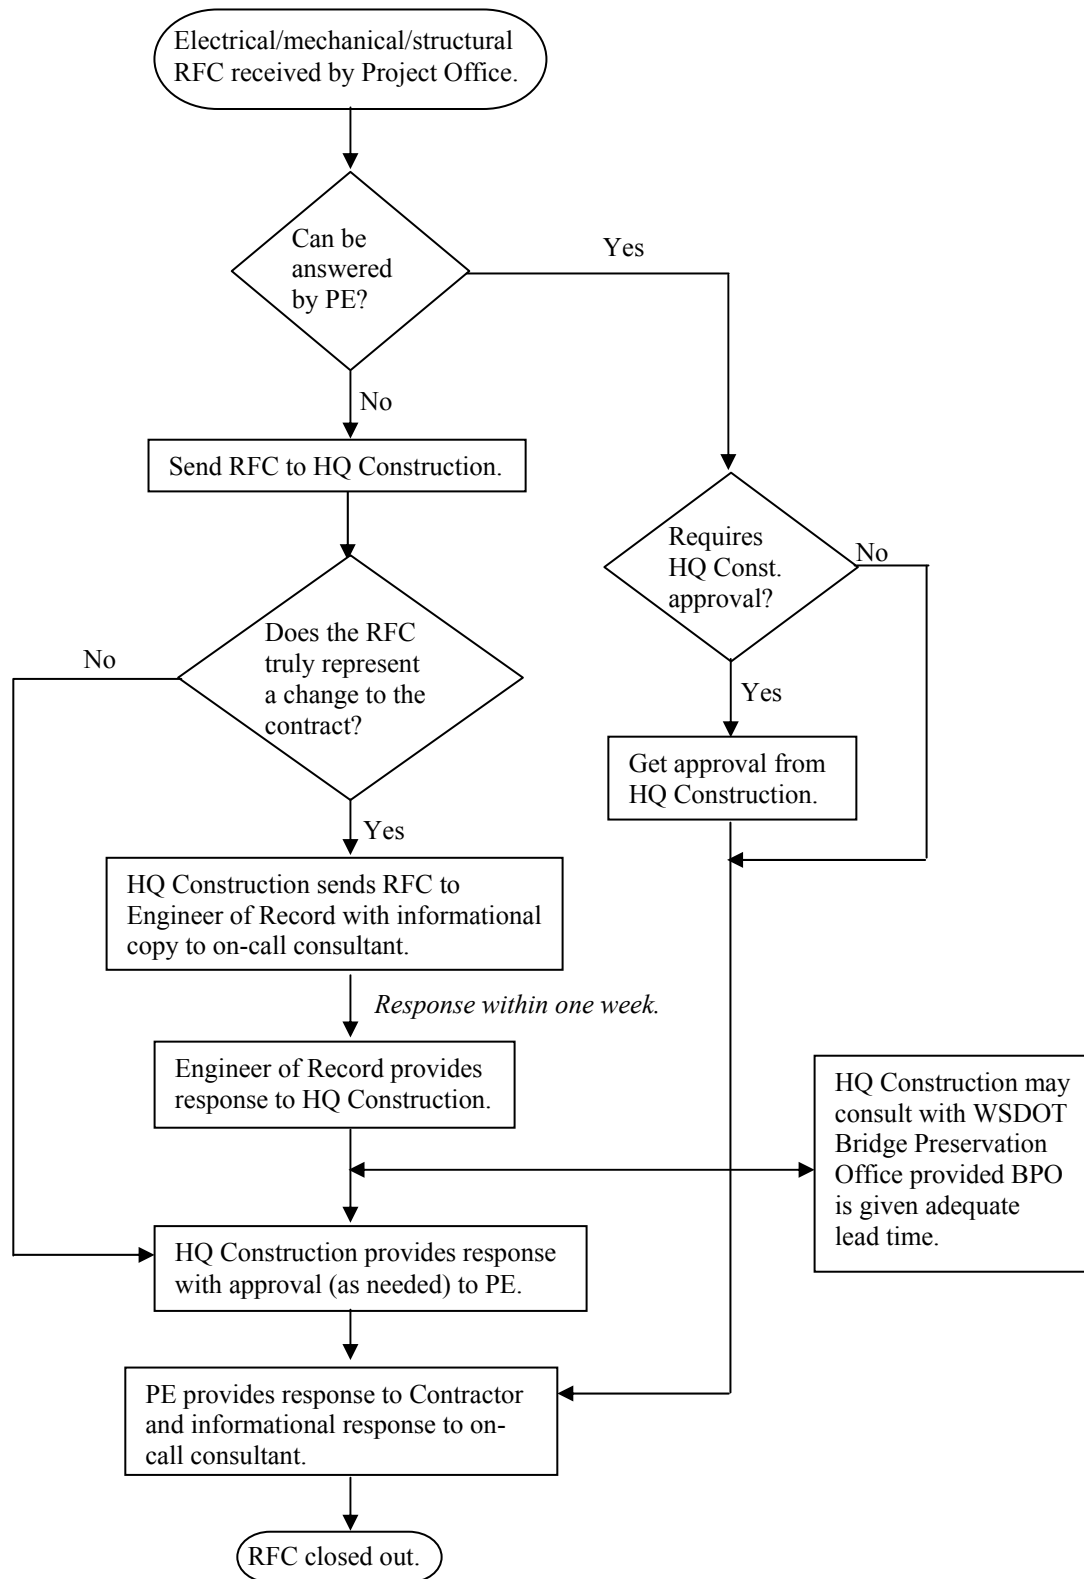 Electrical/mechanical/structural
RFC received by Project Office.
Can be
answered
by PE?
Yes
No
Send RFC to HQ Construction.
Requires
HQ Const.
approval?
No
Does the RFC
truly represent
a change to the
contract?
No
Yes
Get approval from
HQ Construction.
Yes
HQ Construction sends RFC to
Engineer of Record with informational
copy to on-call consultant.
Response within one week.
Engineer of Record provides
response to HQ Construction.
HQ Construction may
consult with WSDOT
Bridge Preservation
Office provided BPO
is given adequate
lead time.
HQ Construction provides response
with approval (as needed) to PE.
PE provides response to Contractor
and informational response to on-
call consultant.
RFC closed out.